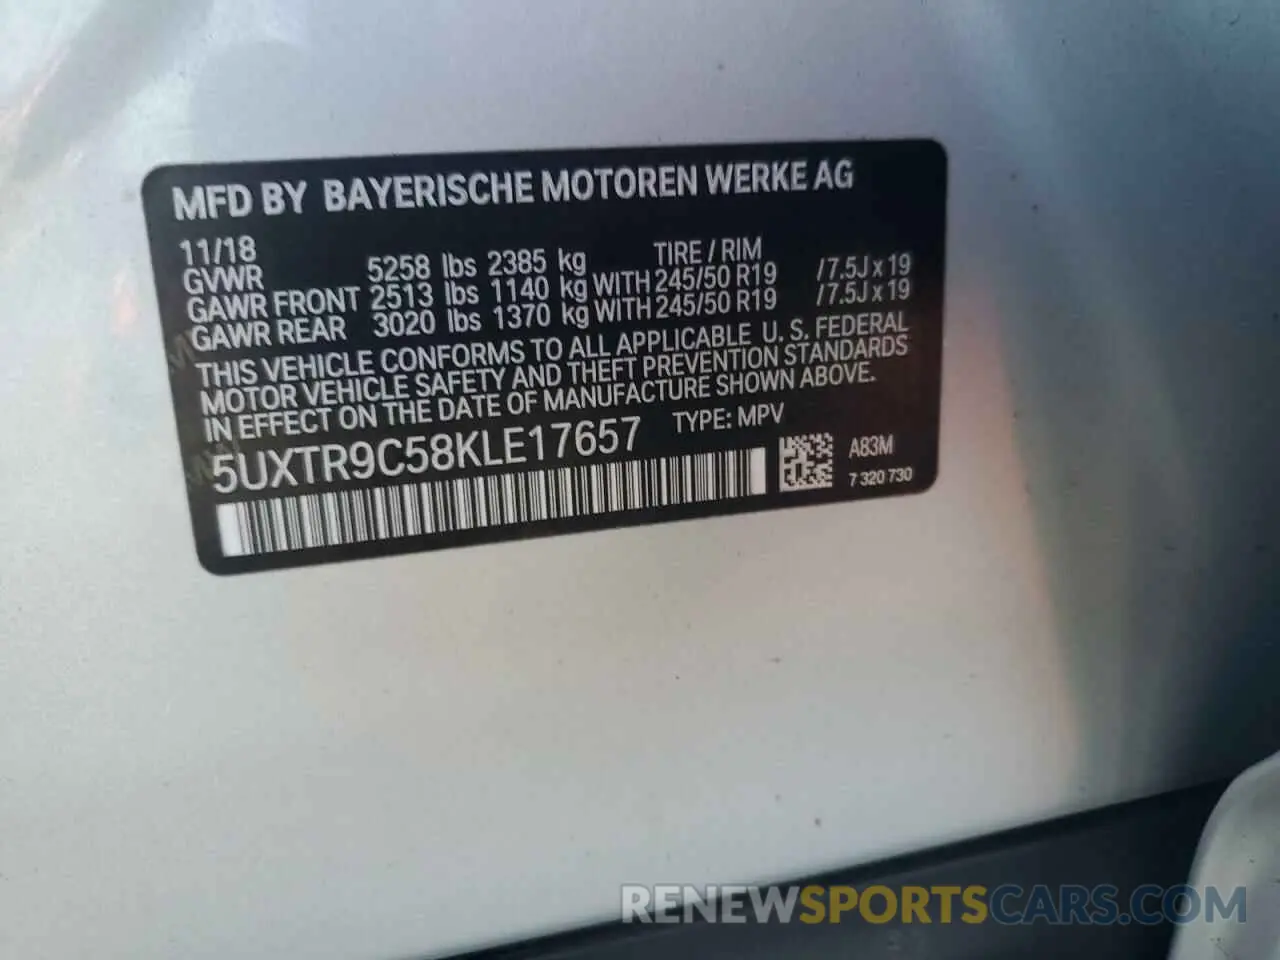 MFD BY BAYERISCHE MOTOREN WERKE AG
11/18 TIRE / RIM
GVWR 5258 lbs 2385 kg
GAWR FRONT 2513 lbs 1140 kg WITH 245/50 R19 /7.5J x 19
GAWR REAR 3020 lbs 1370 kg WITH 245/50 R19 /7.5J x 19
THIS VEHICLE CONFORMS TO ALL APPLICABLE U. S. FEDERAL
MOTOR VEHICLE SAFETY AND THEFT PREVENTION STANDARDS
IN EFFECT ON THE DATE OF MANUFACTURE SHOWN ABOVE.
5UXTR9C58KLE17657 TYPE: MPV
A83M
7 320 730
RENEWSPORTSCARS.COM